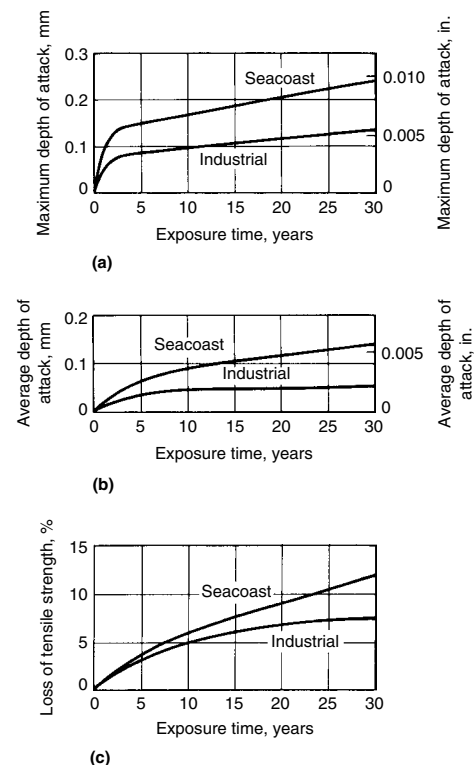 Maximum depth of attack, mm
0.3
0.2
0.1
0
Seacoast
Industrial
0.010
0.005
0
Maximum depth of attack, in.
0 5 10 15 20 25 30
Exposure time, years
(a)
Average depth of
attack, mm
0.2
0.1
0
Seacoast
Industrial
0.005
0
Average depth of
attack, in.
0 5 10 15 20 25 30
Exposure time, years
(b)
Loss of tensile strength, %
15
10
5
0
Seacoast
Industrial
0 5 10 15 20 25 30
Exposure time, years
(c)